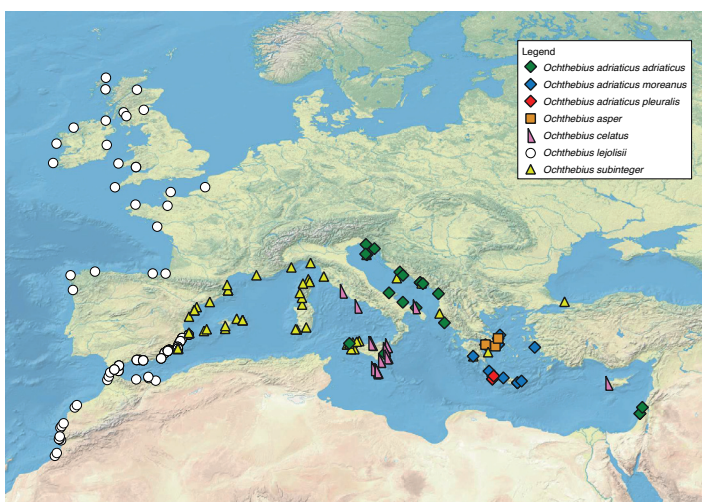 Legend
Ochthebius adriaticus adriaticus
Ochthebius adriaticus moreanus
Ochthebius adriaticus pleuralis
Ochthebius asper
Ochthebius celatus
Ochthebius lejolisii
Ochthebius subinteger